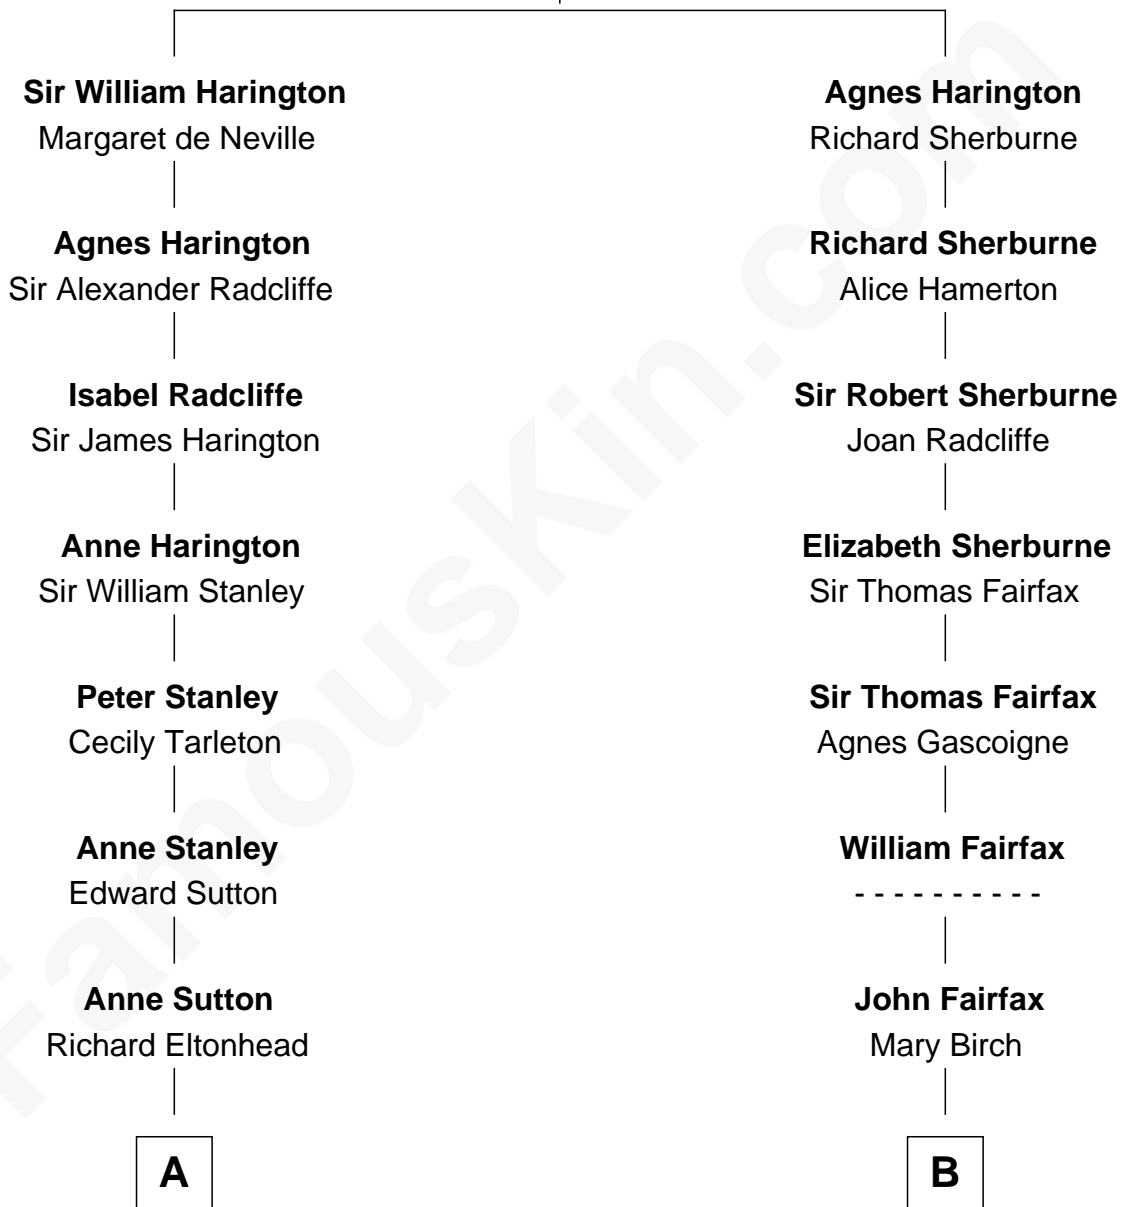 Sir William Harington
Margaret de Neville
Agnes Harington
Sir Alexander Radcliffe
Isabel Radcliffe
Sir James Harington
Anne Harington
Sir William Stanley
Peter Stanley
Cecily Tarleton
Anne Stanley
Edward Sutton
Anne Sutton
Richard Eltonhead
A
Agnes Harington
Richard Sherburne
Richard Sherburne
Alice Hamerton
Sir Robert Sherburne
Joan Radcliffe
Elizabeth Sherburne
Sir Thomas Fairfax
Sir Thomas Fairfax
Agnes Gascoigne
William Fairfax
- - - - - - - - - -
John Fairfax
Mary Birch
B
FamousKin.com